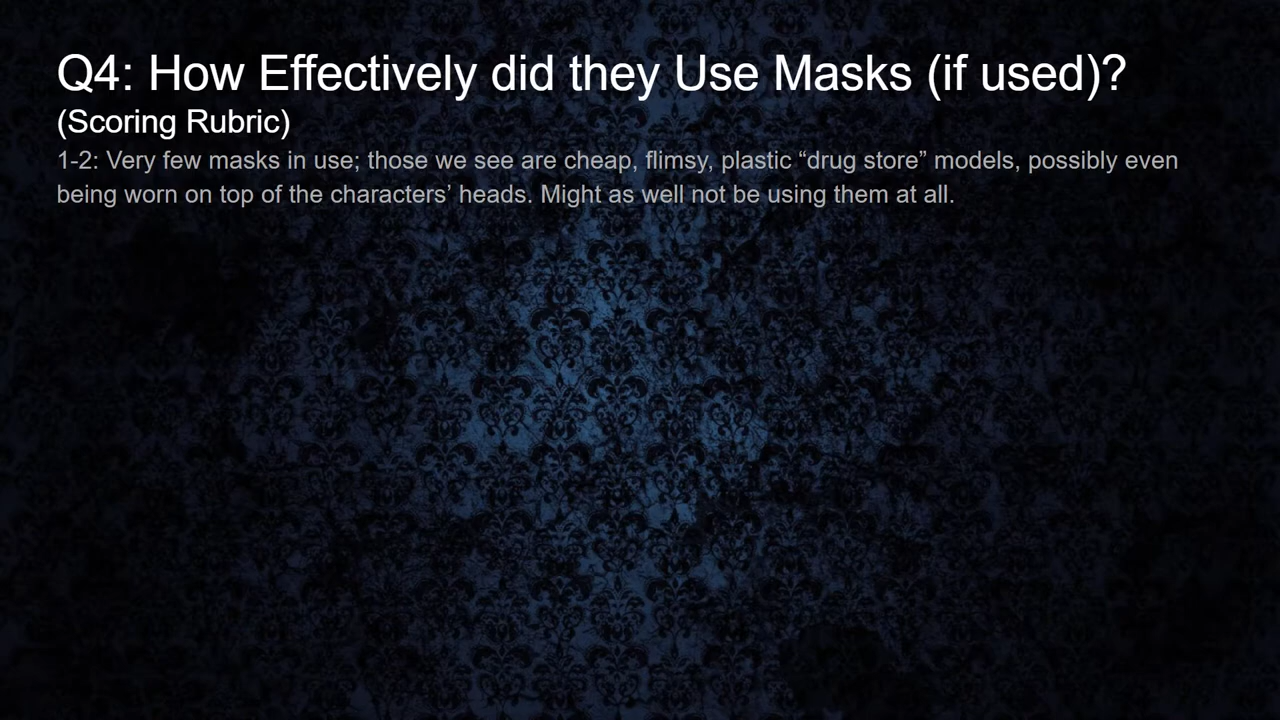 Q4: How Effectively did they Use Masks (if used)?
(Scoring Rubric)
1-2: Very few masks in use; those we see are cheap, flimsy, plastic “drug store” models, possibly even
being worn on top of the characters’ heads. Might as well not be using them at all.